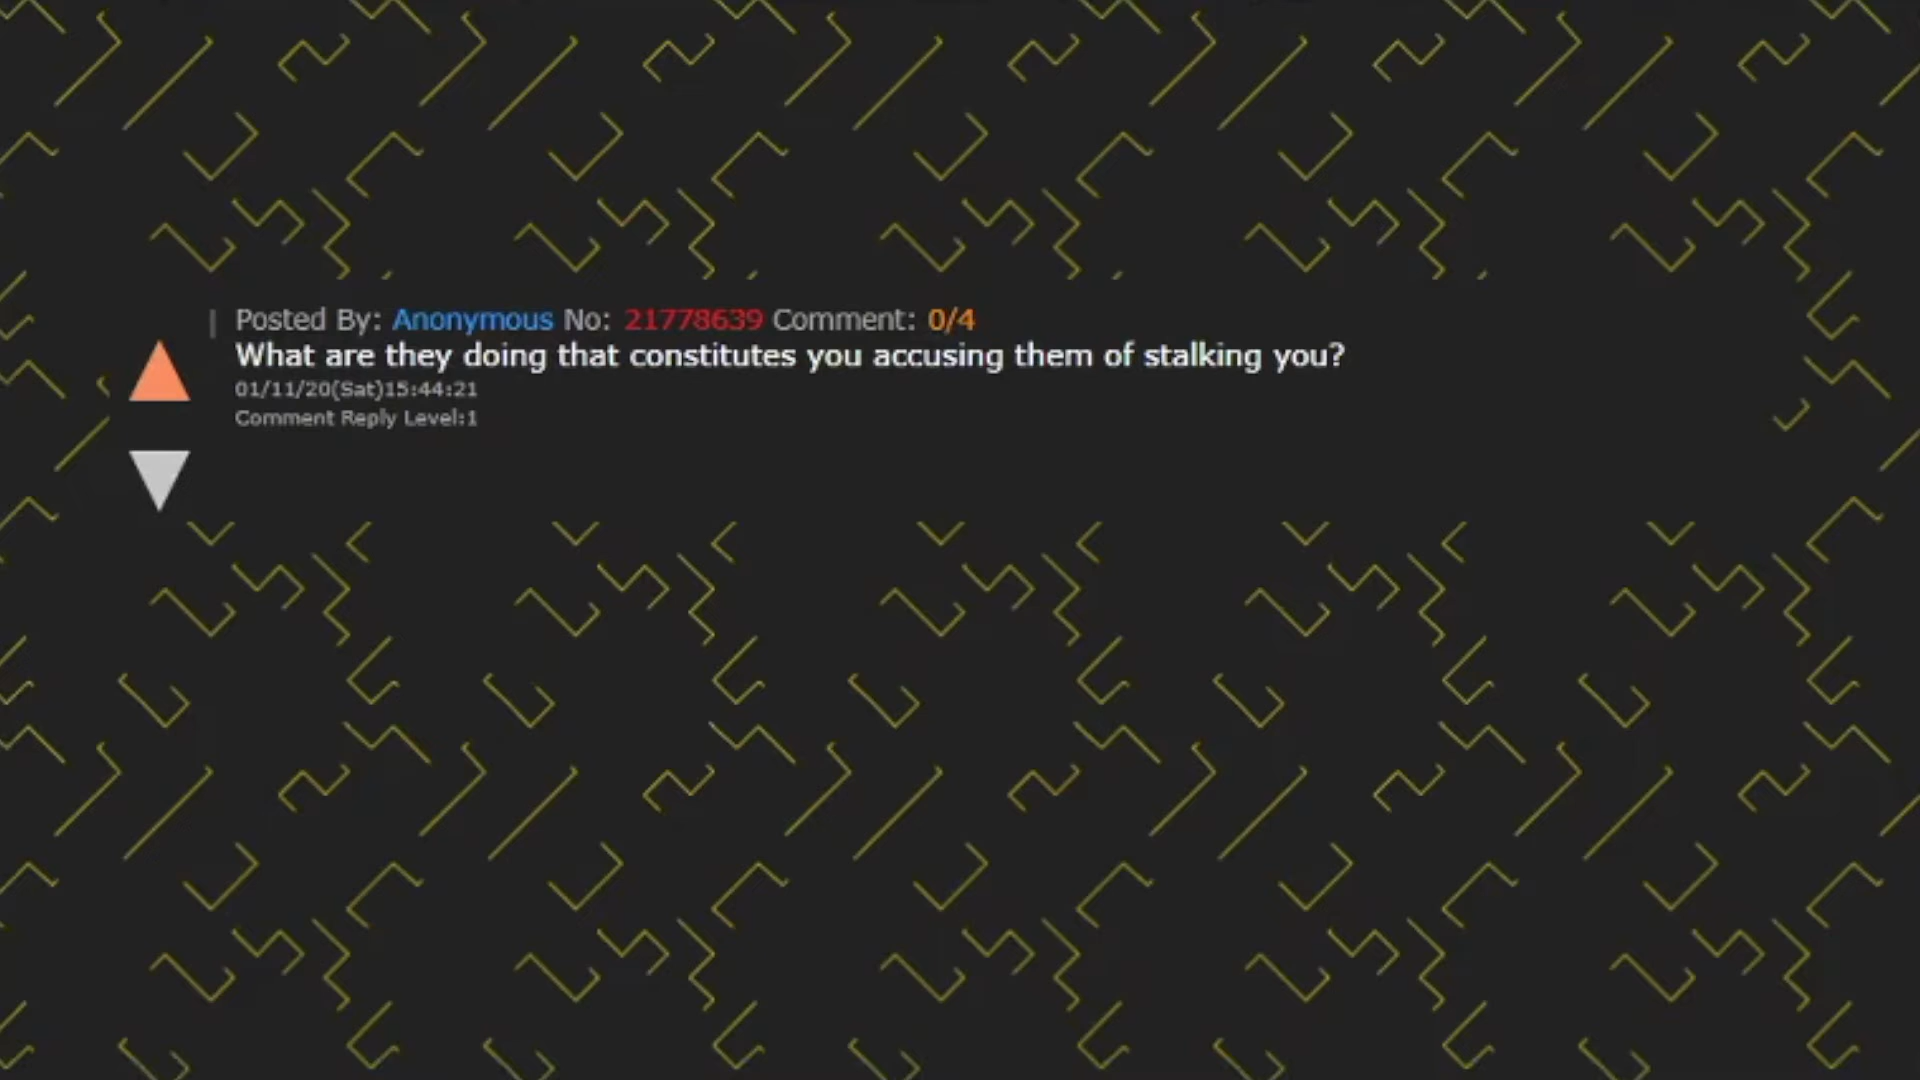 | Posted By: Anonymous No: 21778639 Comment: 0/4
What are they doing that constitutes you accusing them of stalking you?
01/11/20(Sat)15:44:21
Comment Reply Level:1